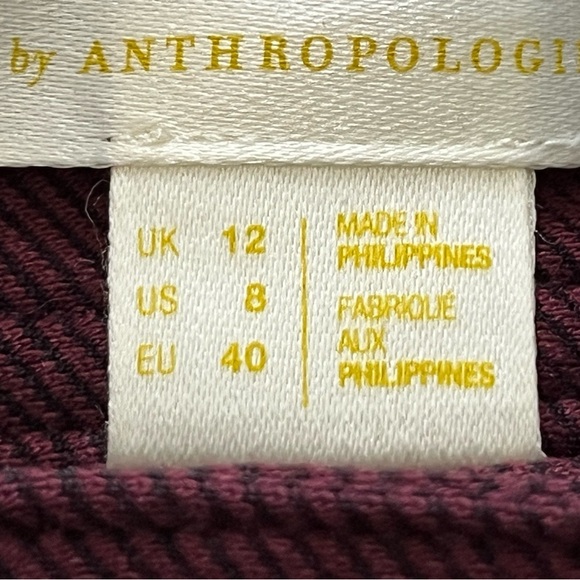 by ANTHROPOLOGI
UK 12
US 8
EU 40
MADE IN
PHILIPPINES
FABRIQUÉ
AUX
PHILIPPINES